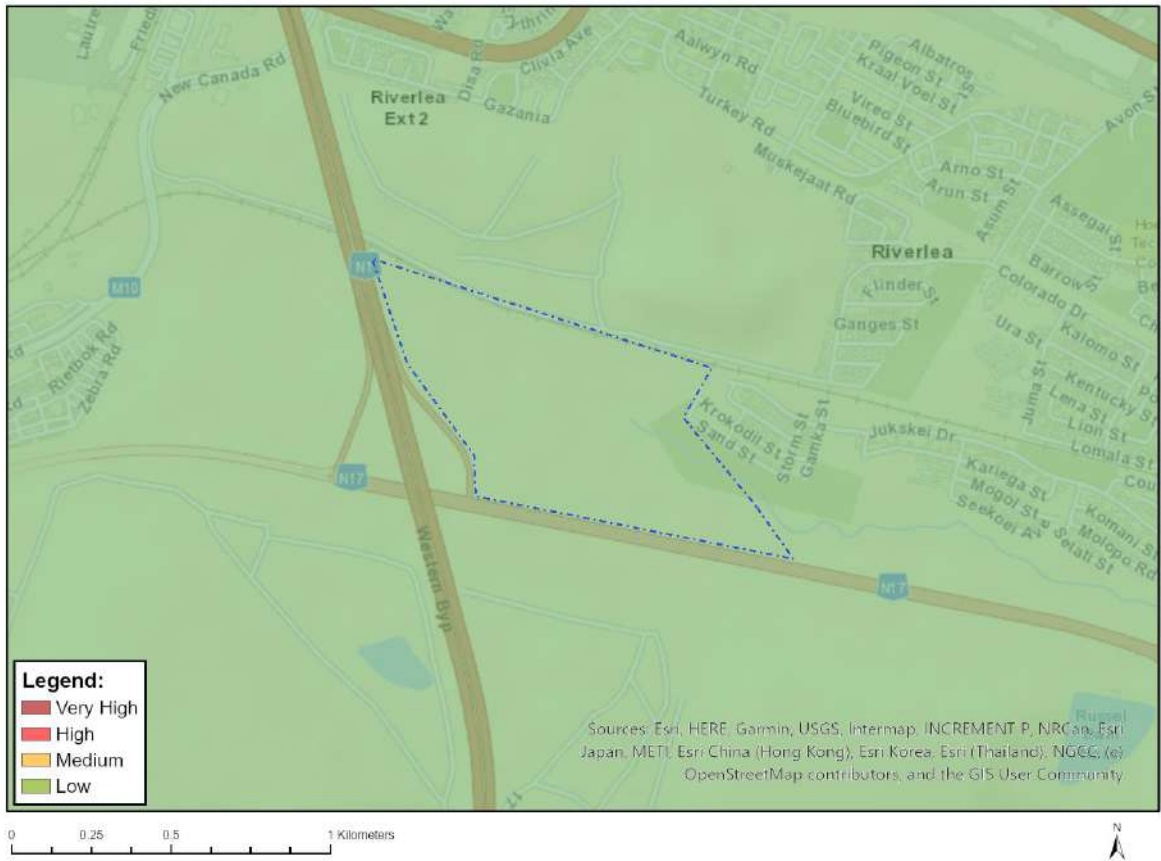 Lautre
Friedl
New Canada Rd
Riverlea
Ext 2
Disa Rd
Clivia Ave
Gazania
Aalwyn Rd
Turkey Rd
Muskejaat Rd
Pigeon St
Albatros St
Kraal Voel St
Vireo St
Bluebird St
Avon St
Arno St
Arun St
Asum St
Assegai St
Riverlea
Flinder St
Ganges St
Barrow St
Colorado Dr
Kalomo St
Ura St
Juma St
Kentucky St
Lena St
Lion St
Lomala St
N1
M10
Rietbok Rd
Zebra Rd
Rd
Krokodil St
Sand St
Storm St
Gamka St
Jukskei Dr
Kariega St
Mogol St
Seekoei
Selati St
Komani St
Molopo Rd
N17
Western Byp
N17
17
Russel
Legend:
Very High
High
Medium
Low
Sources: Esri, HERE, Garmin, USGS, Intermap, INCREMENT P, NRCan, Esri
Japan, METI, Esri China (Hong Kong), Esri Korea, Esri (Thailand), NGCC, (c)
OpenStreetMap contributors, and the GIS User Community
0 0.25 0.5 1 Kilometers
N